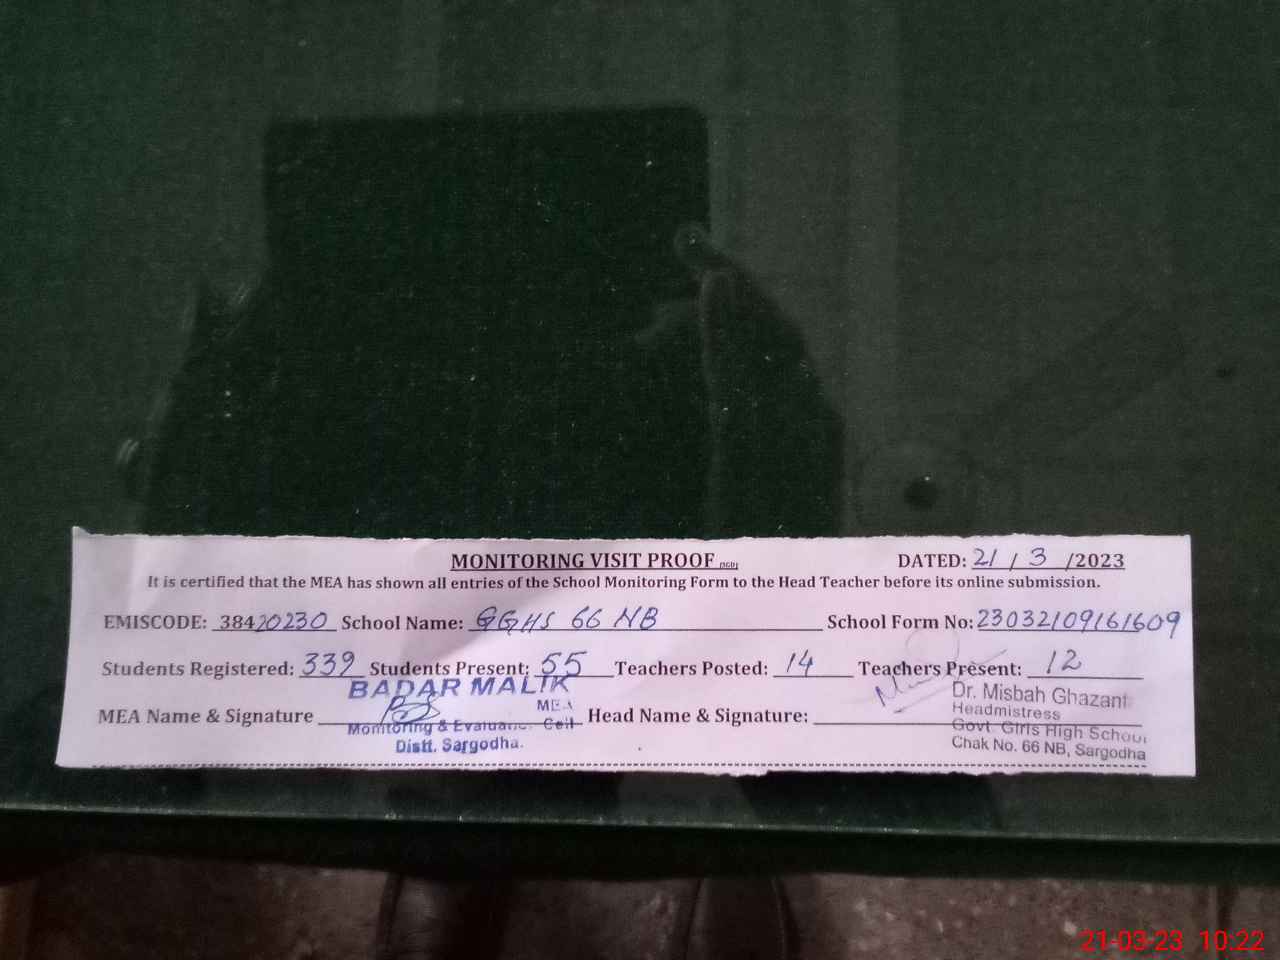 MONITORING VISIT PROOF (SGD) DATED: 21 / 3 /2023
It is certified that the MEA has shown all entries of the School Monitoring Form to the Head Teacher before its online submission.
EMISCODE: 38420230 School Name: GGHS 66 NB School Form No: 23032109161609
Students Registered: 339 Students Present: 55 Teachers Posted: 14 Teachers Present: 12
BADAR MALIK
MEA
MEA Name & Signature Head Name & Signature:
Monitoring & Evaluation Cell
Distt. Sargodha.
Dr. Misbah Ghazant
Headmistress
Govt. Girls High School
Chak No. 66 NB, Sargodha
21-03-23 10:22